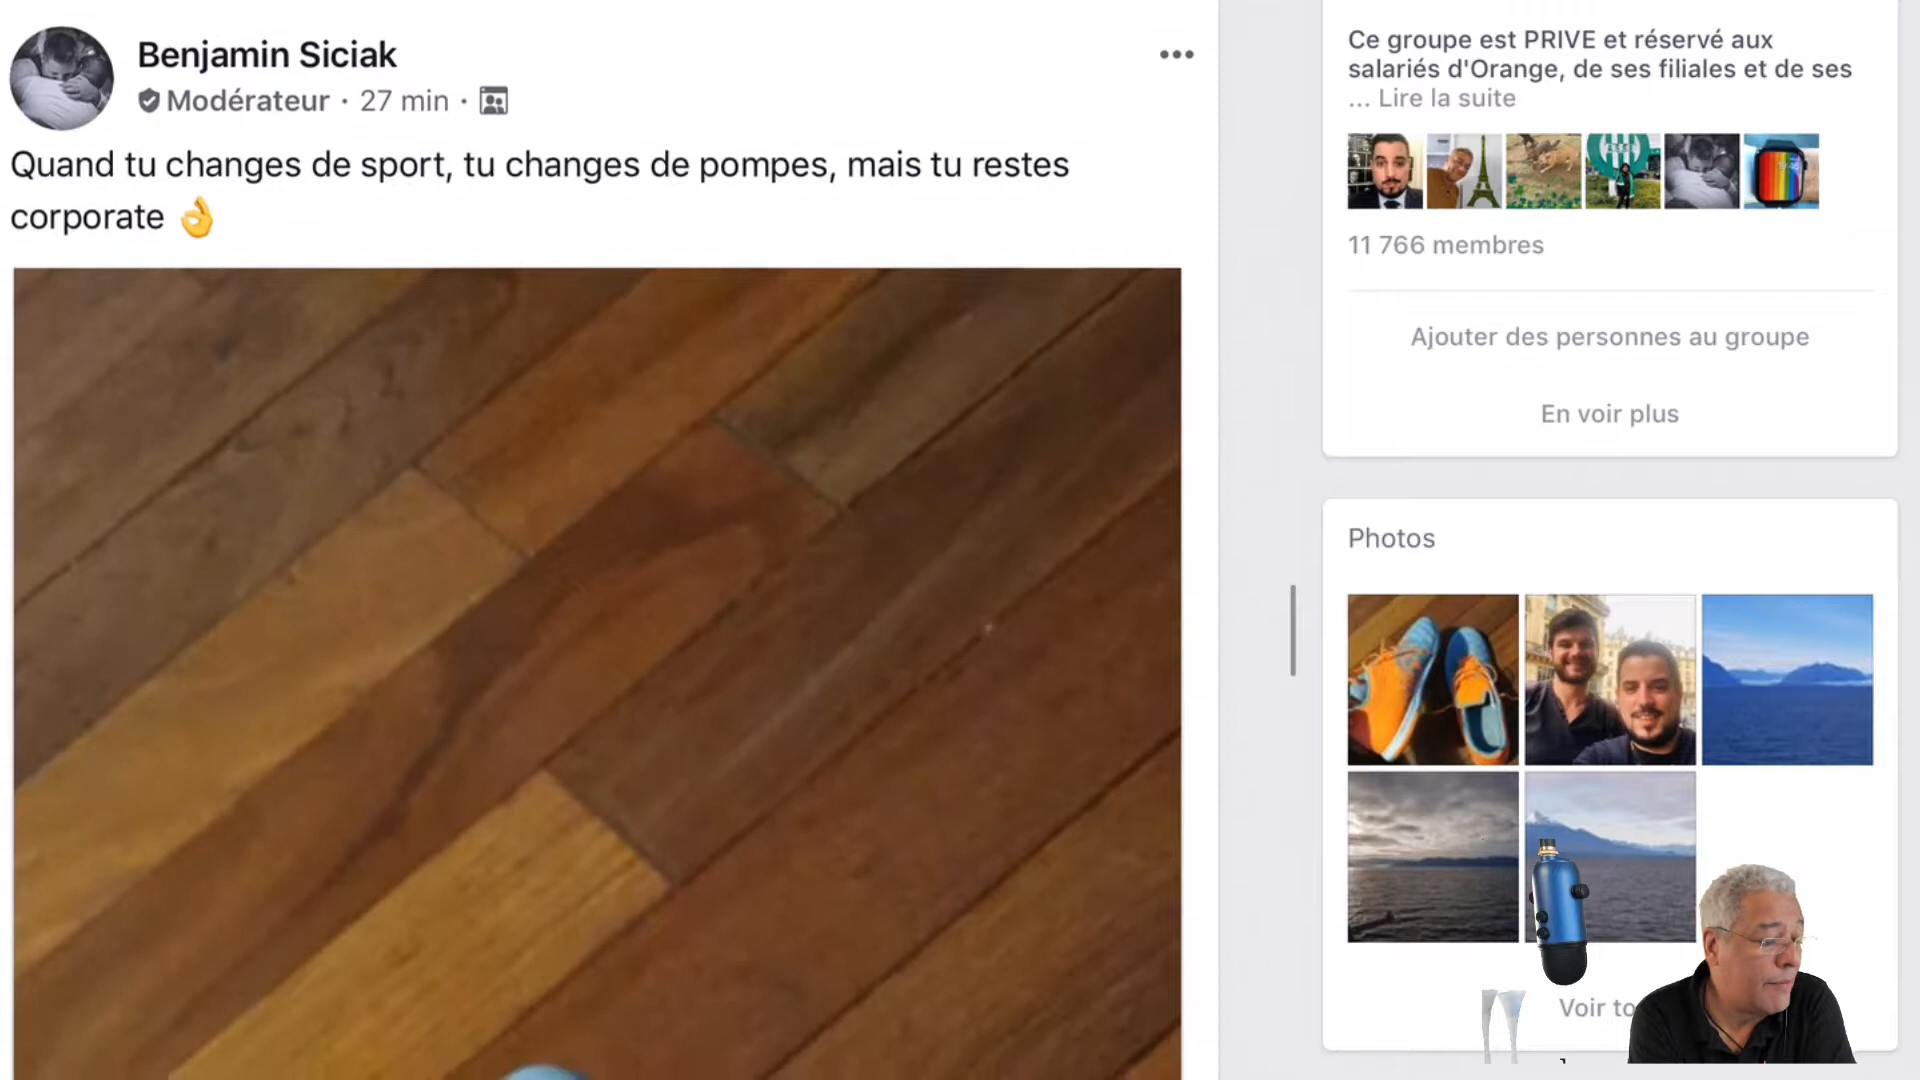 Benjamin Siciak
Modérateur · 27 min ·
Quand tu changes de sport, tu changes de pompes, mais tu restes
corporate 👌
Ce groupe est PRIVE et réservé aux
salariés d'Orange, de ses filiales et de ses
... Lire la suite
11 766 membres
Ajouter des personnes au groupe
En voir plus
Photos
Voir to